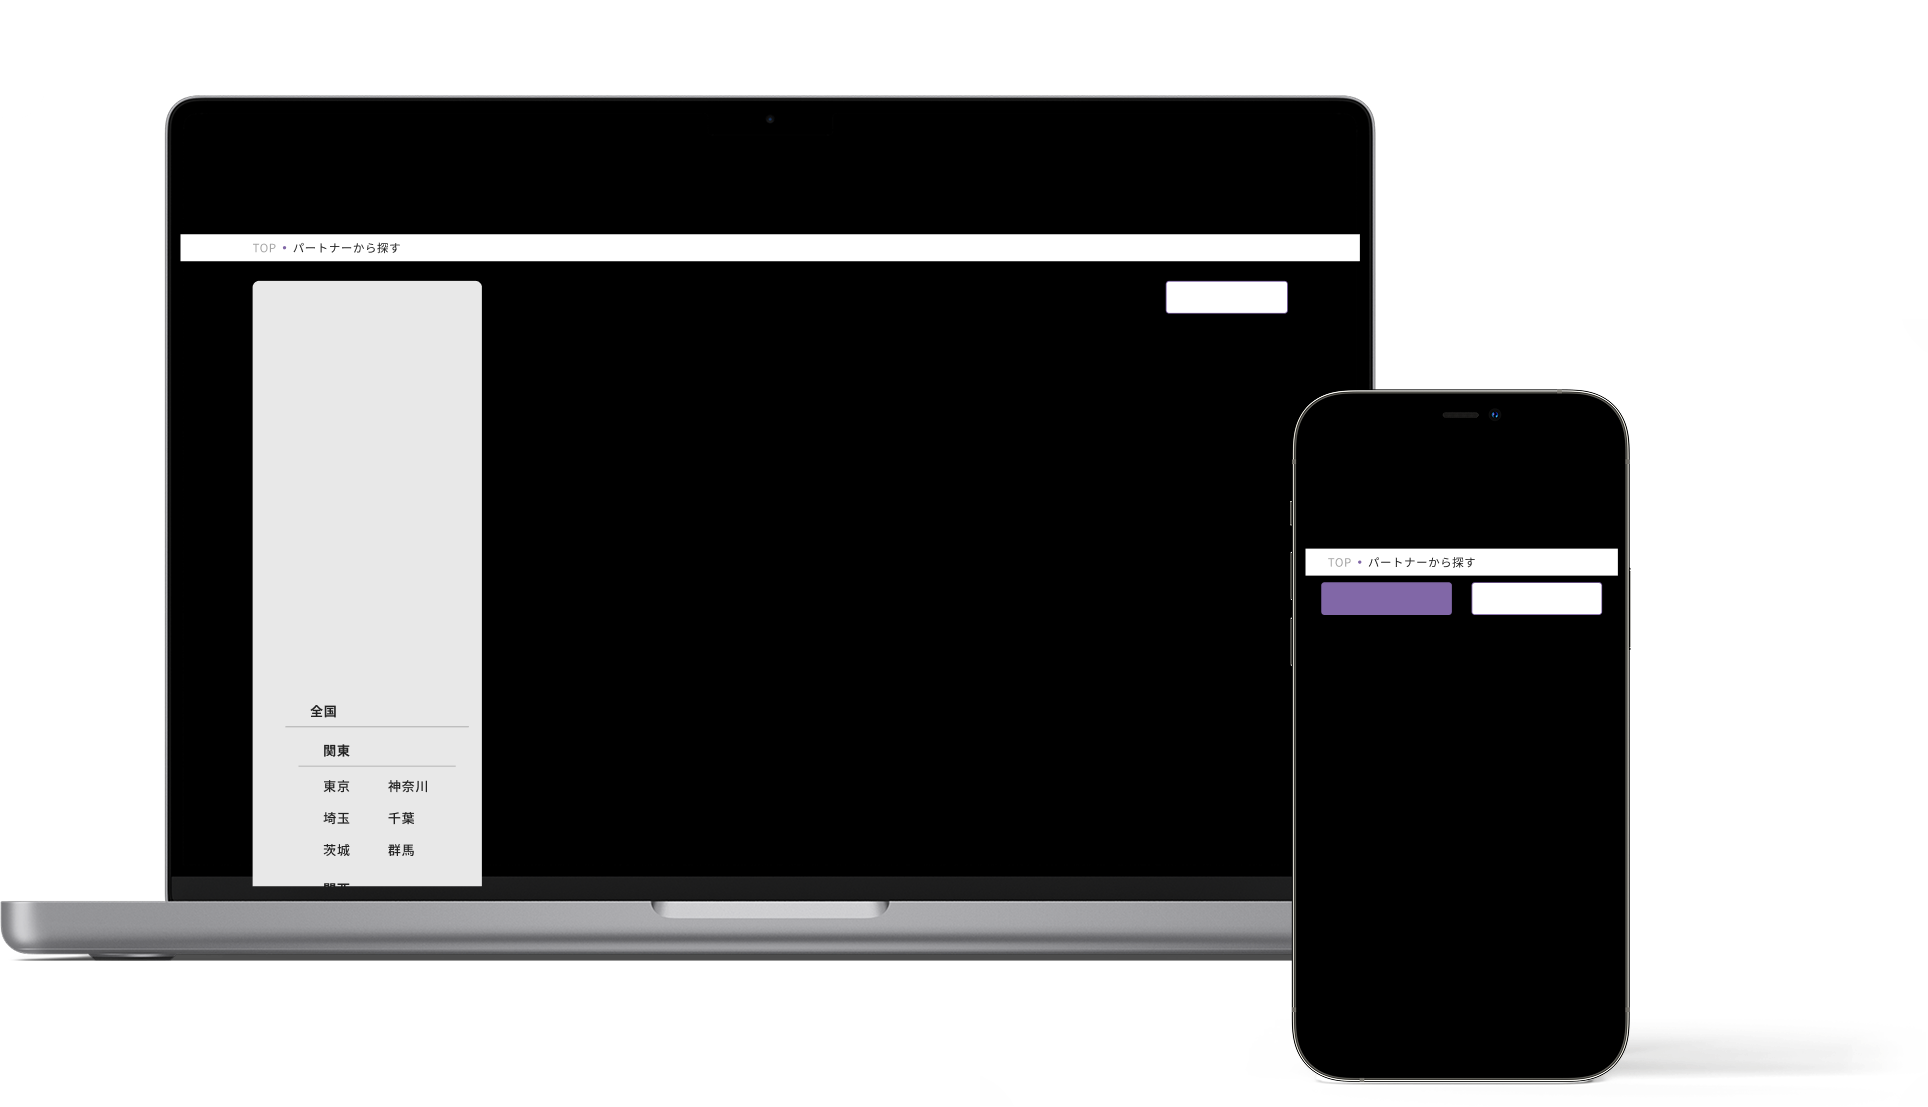 TOP • パートナーから探す
全国
関東
東京 神奈川
埼玉 千葉
茨城 群馬
TOP • パートナーから探す